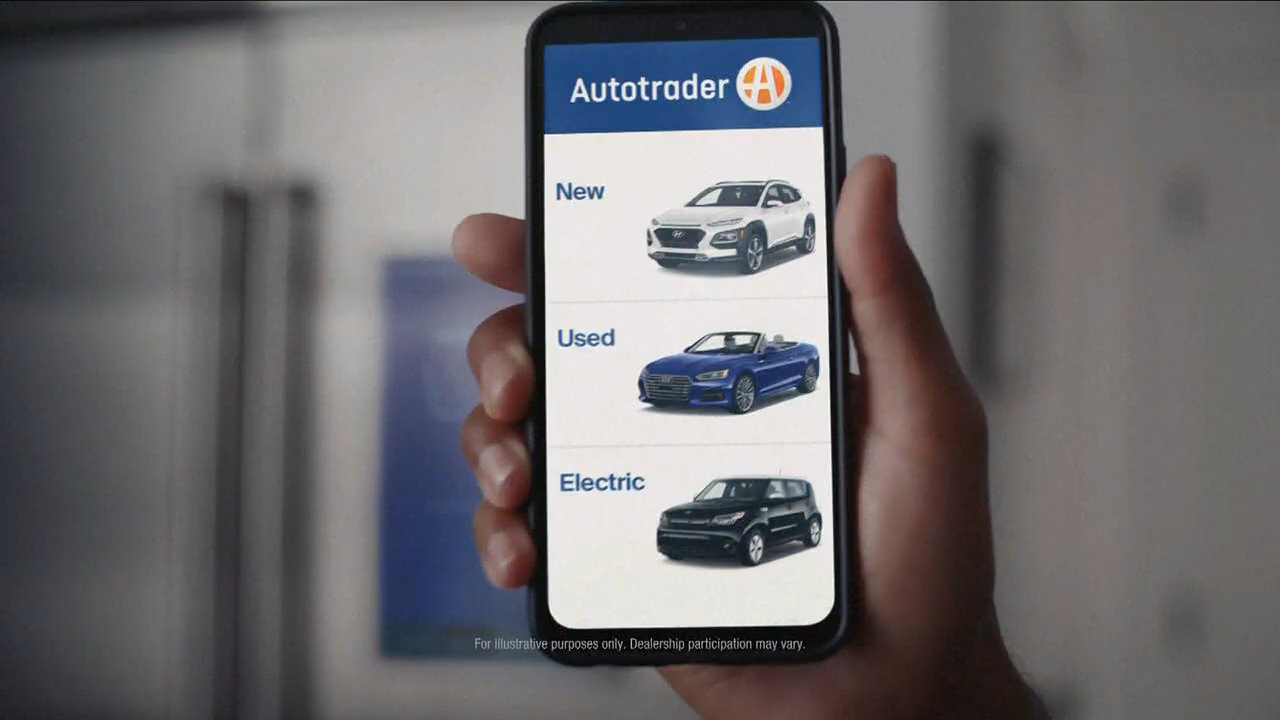 Autotrader
New
Used
Electric
For illustrative purposes only. Dealership participation may vary.